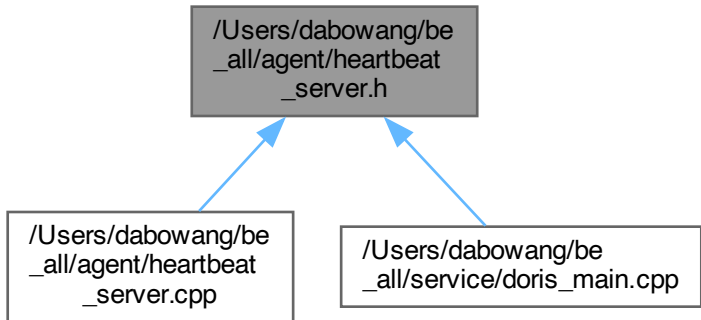 /Users/dabowang/be
_all/agent/heartbeat
_server.h
/Users/dabowang/be
_all/agent/heartbeat
_server.cpp
/Users/dabowang/be
_all/service/doris_main.cpp